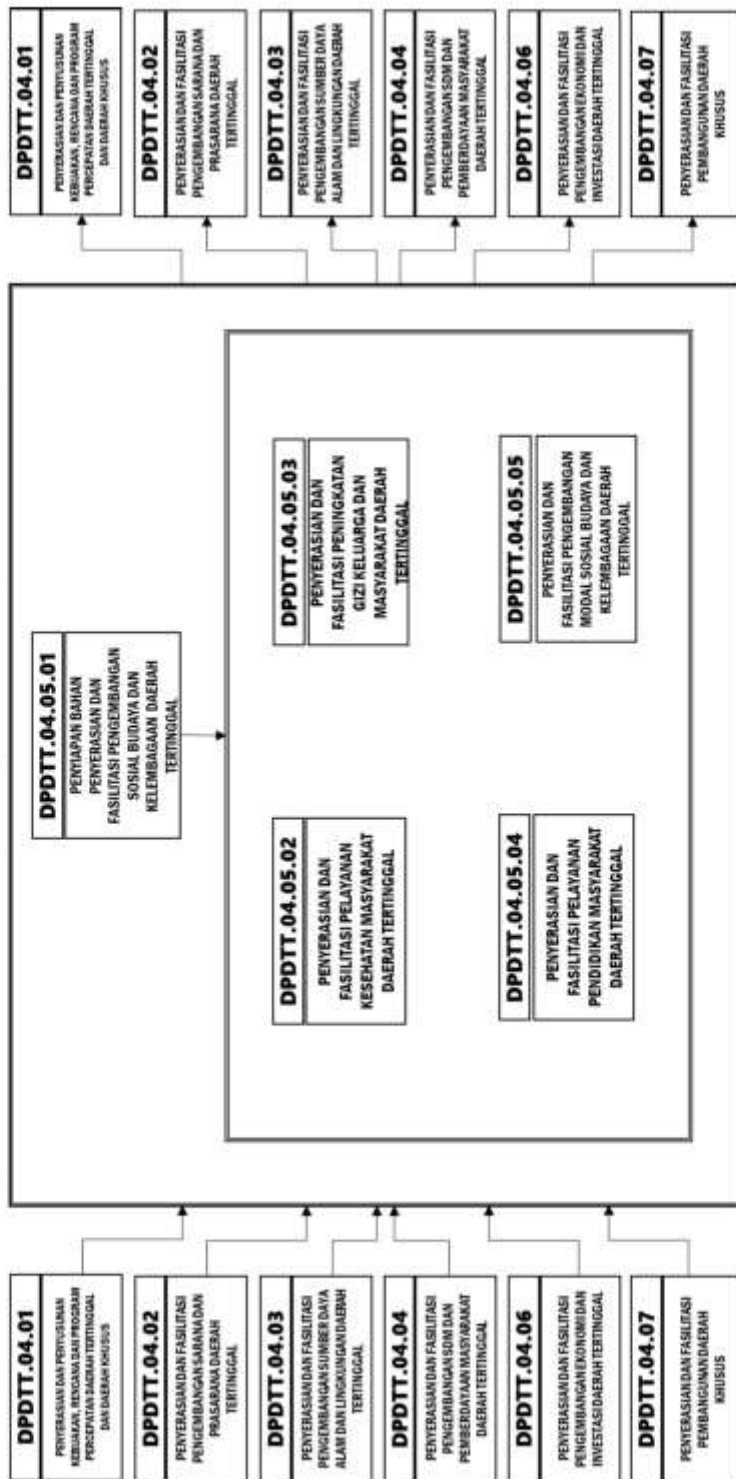 DPDTT.04.01
PENYERASIAN DAN PENYUSUNAN
KEBIJAKAN, RENCANA DAN PROGRAM
PERCEPATAN DAERAH TERTINGGAL
DAN DAERAH KHUSUS
DPDTT.04.02
PENYERASIAN DAN FASILITASI
PENGEMBANGAN SARANA DAN
PRASARANA DAERAH
TERTINGGAL
DPDTT.04.03
PENYERASIAN DAN FASILITASI
PENGEMBANGAN SUMBER DAYA
ALAM DAN LINGKUNGAN DAERAH
TERTINGGAL
DPDTT.04.04
PENYERASIAN DAN FASILITASI
PENGEMBANGAN SDM DAN
PEMBERDAYAAN MASYARAKAT
DAERAH TERTINGGAL
DPDTT.04.06
PENYERASIAN DAN FASILITASI
PENGEMBANGAN EKONOMI DAN
INVESTASI DAERAH TERTINGGAL
DPDTT.04.07
PENYERASIAN DAN FASILITASI
PEMBANGUNAN DAERAH
KHUSUS
DPDTT.04.05.01
PENYIAPAN BAHAN
PENYERASIAN DAN
FASILITASI PENGEMBANGAN
SOSIAL BUDAYA DAN
KELEMBAGAAN DAERAH
TERTINGGAL
DPDTT.04.05.02
PENYERASIAN DAN
FASILITASI PELAYANAN
KESEHATAN MASYARAKAT
DAERAH TERTINGGAL
DPDTT.04.05.03
PENYERASIAN DAN
FASILITASI PENINGKATAN
GIZI KELUARGA DAN
MASYARAKAT DAERAH
TERTINGGAL
DPDTT.04.05.04
PENYERASIAN DAN
FASILITASI PELAYANAN
PENDIDIKAN MASYARAKAT
DAERAH TERTINGGAL
DPDTT.04.05.05
PENYERASIAN DAN
FASILITASI PENGEMBANGAN
MODAL SOSIAL BUDAYA DAN
KELEMBAGAAN DAERAH
TERTINGGAL
DPDTT.04.01
PENYERASIAN DAN PENYUSUNAN
KEBIJAKAN, RENCANA DAN PROGRAM
PERCEPATAN DAERAH TERTINGGAL
DAN DAERAH KHUSUS
DPDTT.04.02
PENYERASIAN DAN FASILITASI
PENGEMBANGAN SARANA DAN
PRASARANA DAERAH
TERTINGGAL
DPDTT.04.03
PENYERASIAN DAN FASILITASI
PENGEMBANGAN SUMBER DAYA
ALAM DAN LINGKUNGAN DAERAH
TERTINGGAL
DPDTT.04.04
PENYERASIAN DAN FASILITASI
PENGEMBANGAN SDM DAN
PEMBERDAYAAN MASYARAKAT
DAERAH TERTINGGAL
DPDTT.04.06
PENYERASIAN DAN FASILITASI
PENGEMBANGAN EKONOMI DAN
INVESTASI DAERAH TERTINGGAL
DPDTT.04.07
PENYERASIAN DAN FASILITASI
PEMBANGUNAN DAERAH
KHUSUS